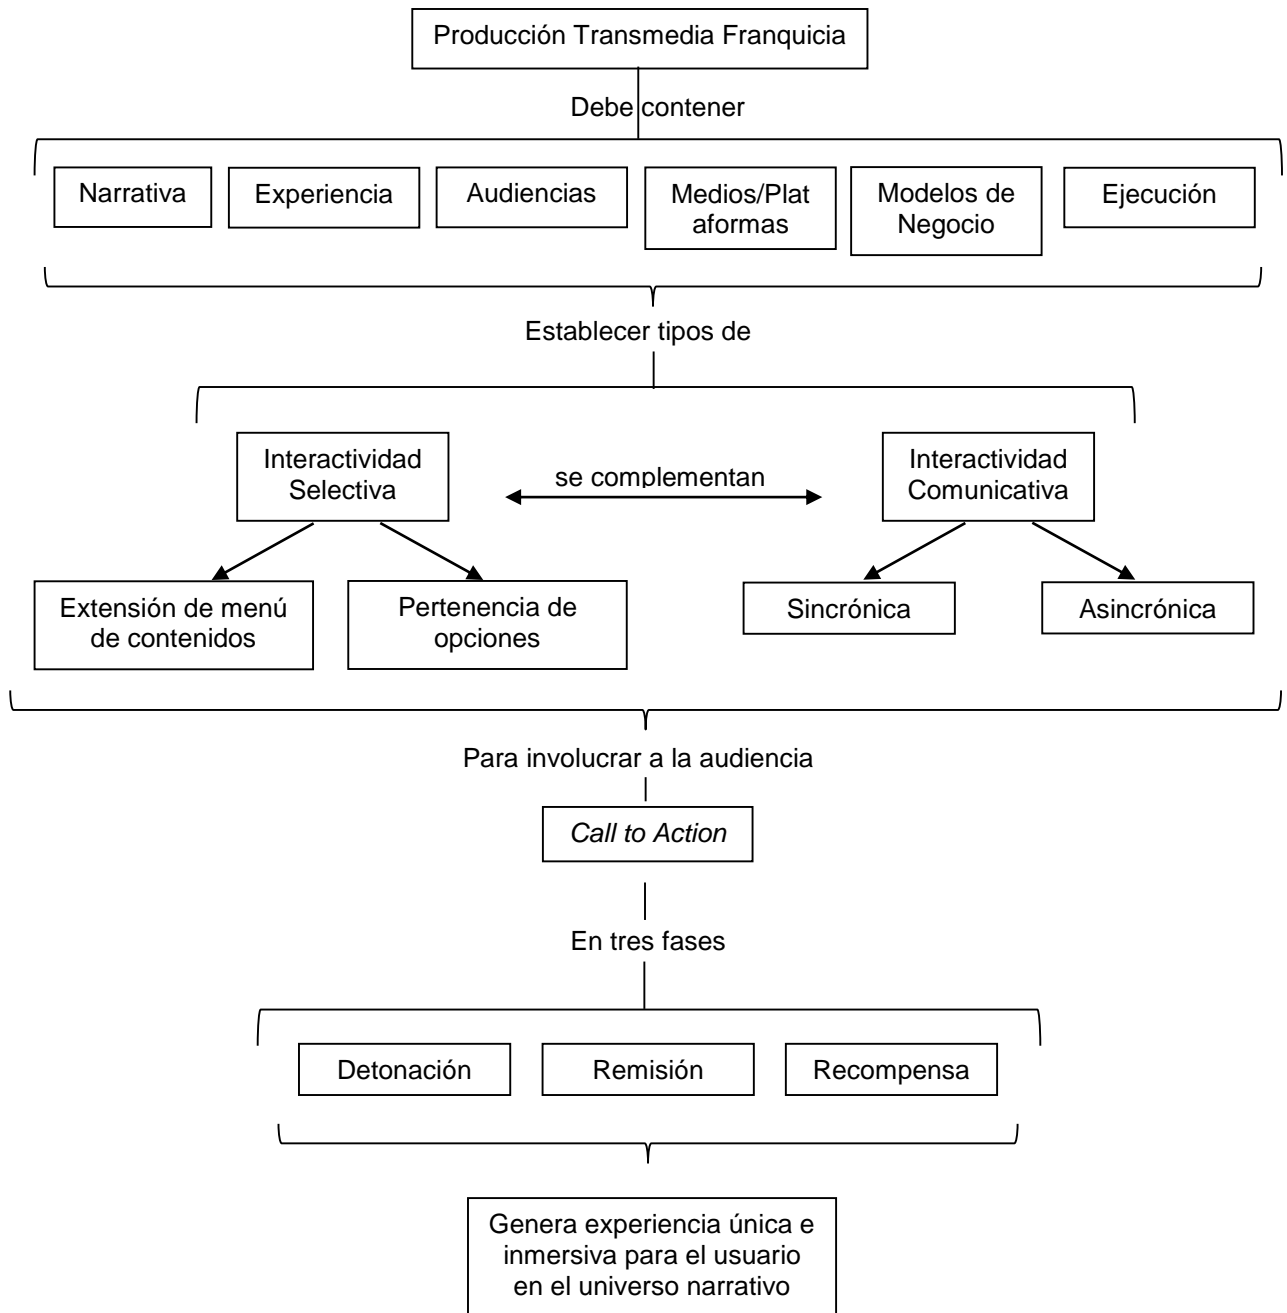 Producción Transmedia Franquicia
Debe contener
Narrativa
Experiencia
Audiencias
Medios/Plat
aformas
Modelos de
Negocio
Ejecución
Establecer tipos de
Interactividad
Selectiva
se complementan
Interactividad
Comunicativa
Extensión de menú
de contenidos
Pertenencia de
opciones
Sincrónica
Asincrónica
Para involucrar a la audiencia
Call to Action
En tres fases
Detonación
Remisión
Recompensa
Genera experiencia única e
inmersiva para el usuario
en el universo narrativo